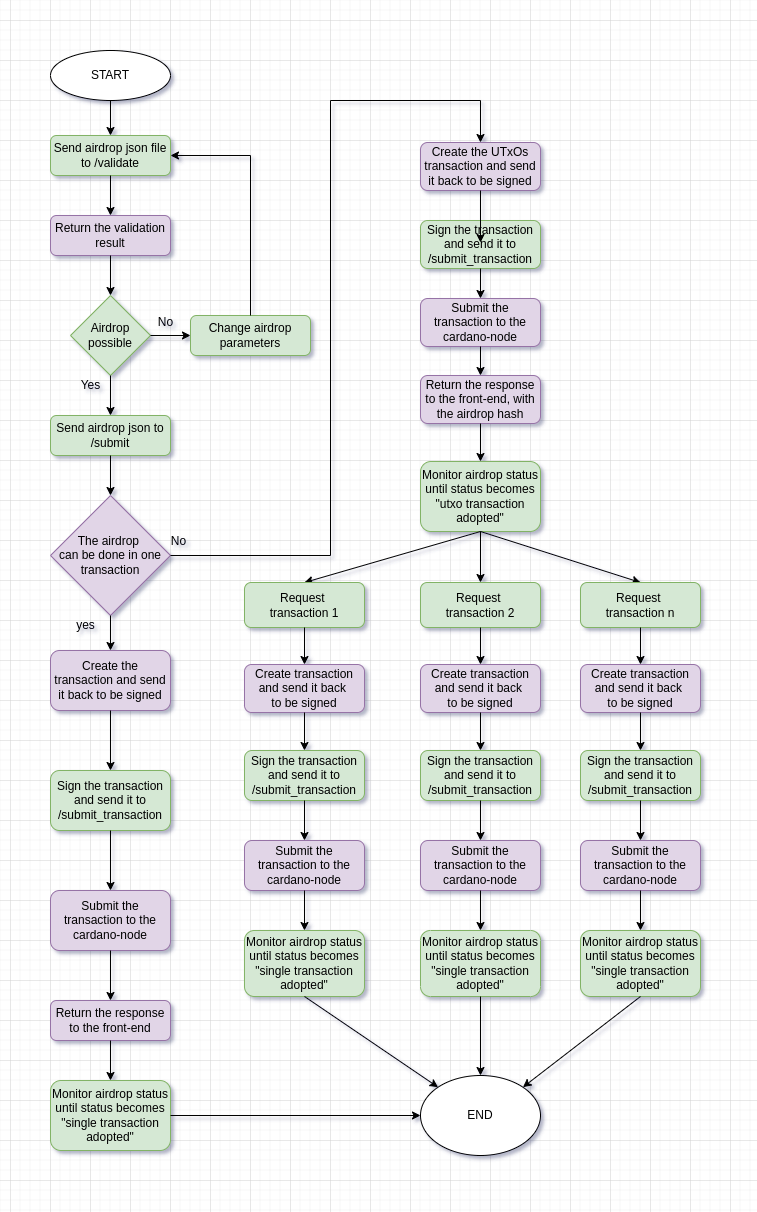 START
Send airdrop json file
to /validate
Return the validation
result
Airdrop
possible
No
Change airdrop
parameters
Yes
Send airdrop json to
/submit
The airdrop
can be done in one
transaction
No
yes
Create the
transaction and send
it back to be signed
Sign the transaction
and send it to
/submit_transaction
Submit the
transaction to the
cardano-node
Return the response
to the front-end
Monitor airdrop status
until status becomes
"single transaction
adopted"
Create the UTxOs
transaction and send
it back to be signed
Sign the transaction
and send it to
/submit_transaction
Submit the
transaction to the
cardano-node
Return the response
to the front-end, with
the airdrop hash
Monitor airdrop status
until status becomes
"utxo transaction
adopted"
Request
transaction 1
Create transaction
and send it back
to be signed
Sign the transaction
and send it to
/submit_transaction
Submit the
transaction to the
cardano-node
Monitor airdrop status
until status becomes
"single transaction
adopted"
Request
transaction 2
Create transaction
and send it back
to be signed
Sign the transaction
and send it to
/submit_transaction
Submit the
transaction to the
cardano-node
Monitor airdrop status
until status becomes
"single transaction
adopted"
Request
transaction n
Create transaction
and send it back
to be signed
Sign the transaction
and send it to
/submit_transaction
Submit the
transaction to the
cardano-node
Monitor airdrop status
until status becomes
"single transaction
adopted"
END